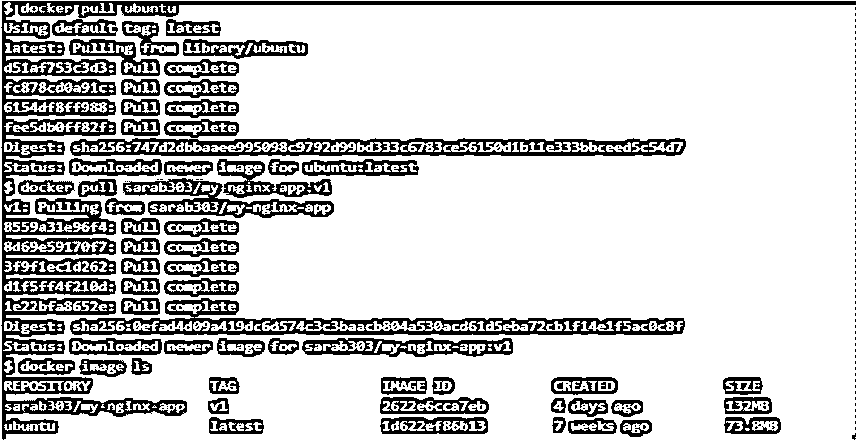 $ docker pull ubuntu
Using default tag: latest
latest: Pulling from library/ubuntu
d51af753c3d3: Pull complete
fc878cd0a91c: Pull complete
6154df8ff988: Pull complete
fee5db0ff82f: Pull complete
Digest: sha256:747d2dbbaaee995098c9792d99bd333c6783ce56150d1b11e333bbceed5c54d7
Status: Downloaded newer image for ubuntu:latest
$ docker pull sarab303/my-nginx-app:v1
v1: Pulling from sarab303/my-nginx-app
8559a31e96f4: Pull complete
8d69e59170f7: Pull complete
3f9f1ec1d262: Pull complete
d1f5ff4f210d: Pull complete
1e22bfa8652e: Pull complete
Digest: sha256:0efad4d09a419dc6d574c3c3baacb804a530acd61d5eba72cb1f14e1f5ac0c8f
Status: Downloaded newer image for sarab303/my-nginx-app:v1
$ docker image ls
REPOSITORY TAG IMAGE ID CREATED SIZE
sarab303/my-nginx-app v1 2622e6cca7eb 4 days ago 132MB
ubuntu latest 1d622ef86b13 7 weeks ago 73.8MB